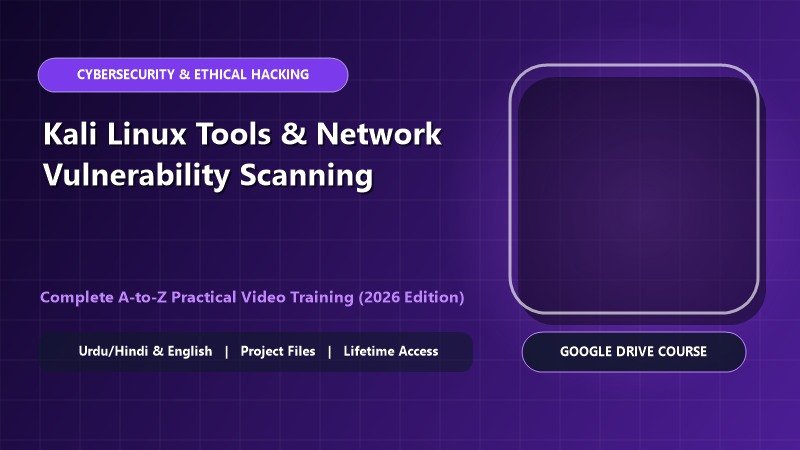 CYBERSECURITY & ETHICAL HACKING
Kali Linux Tools & Network
Vulnerability Scanning
Complete A-to-Z Practical Video Training (2026 Edition)
Urdu/Hindi & English | Project Files | Lifetime Access
GOOGLE DRIVE COURSE